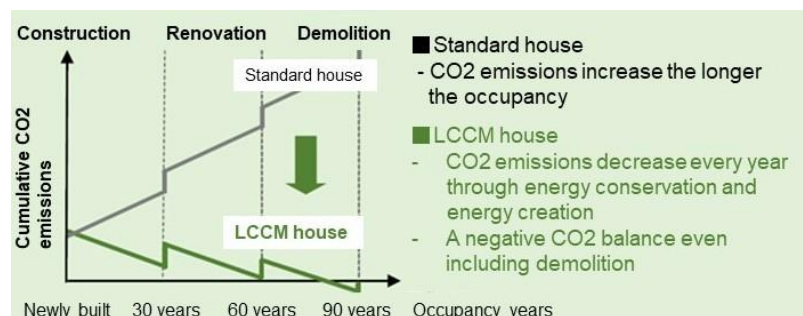 Construction Renovation Demolition
Standard house
Cumulative CO2
emissions
LCCM house
Newly built 30 years 60 years 90 years Occupancy years
■ Standard house
- CO2 emissions increase the longer
the occupancy
■ LCCM house
- CO2 emissions decrease every year
through energy conservation and
energy creation
- A negative CO2 balance even
including demolition